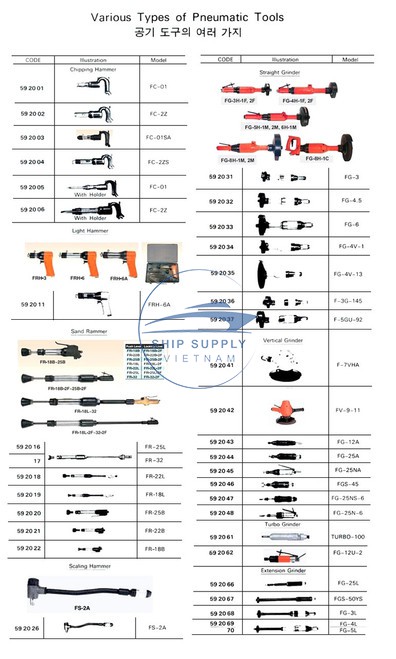 Various Types of Pneumatic Tools
공기 도구의 여러 가지
CODE Illustration Model
Chipping Hammer
59 20 01 FC-01
59 20 02 FC-2Z
59 20 03 FC-01SA
59 20 04 FC-2ZS
59 20 05 With Holder FC-01
59 20 06 With Holder FC-2Z
Light Hammer
FRH-3 FRH-6 FRH-6A
59 20 11 FRH-6A
Sand Rammer
FR-18B-25B
FR-18B-2F-25B-2F
FR-18L-32
FR-18L-2F-32-2F
59 20 16 FR-25L
17 FR-32
59 20 18 FR-22L
59 20 19 FR-18L
59 20 20 FR-25B
59 20 21 FR-22B
59 20 22 FR-18B
Scaling Hammer
FS-2A
59 20 26 FS-2A
CODE Illustration Model
Straight Grinder
FG-3H-1F, 2F FG-4H-1F, 2F
FG-5H-1M, 2M, 6H-1M
FG-8H-1M, 2M FG-8H-1C
59 20 31 FG-3
59 20 32 FG-4.5
59 20 33 FG-6
59 20 34 FG-4V-1
59 20 35 FG-4V-13
59 20 36 F-3G-145
59 20 37 F-5GU-92
Vertical Grinder
59 20 41 F-7VHA
59 20 42 FV-9-11
59 20 43 FG-12A
59 20 44 FG-25A
59 20 45 FG-25NA
59 20 46 FGS-45
59 20 47 FG-25NS-6
59 20 48 FG-25N-6
Turbo Grinder
59 20 61 TURBO-100
59 20 62 FG-12U-2
Extension Grinder
59 20 66 FG-25L
59 20 67 FGS-50YS
59 20 68 FG-3L
59 20 69 FG-4L
70 FG-5L
SHIP SUPPLY
VIETNAM